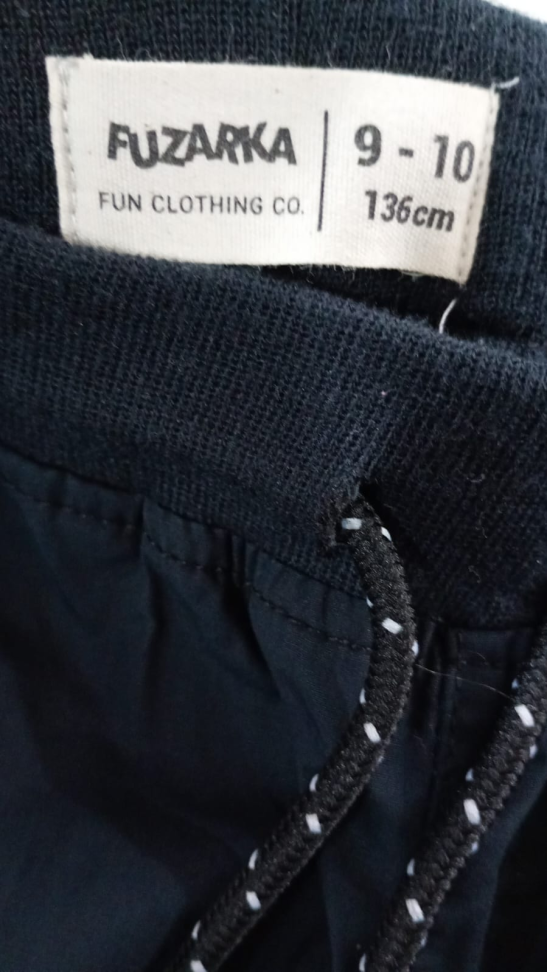 FUZARKA
FUN CLOTHING CO.
9 - 10
136cm